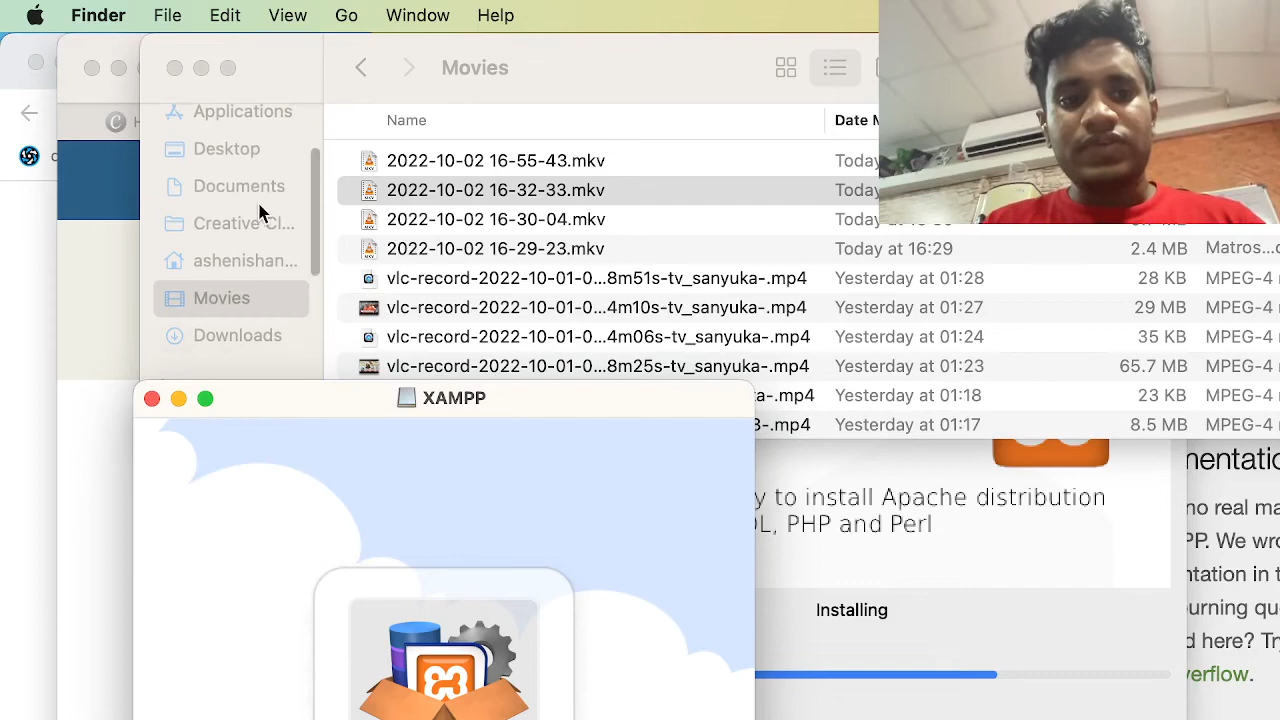 Finder File Edit View Go Window Help
Movies
Applications
Desktop
Documents
Creative Cl...
ashenishan...
Movies
Downloads
Name Date M
2022-10-02 16-55-43.mkv Today
2022-10-02 16-32-33.mkv Today
2022-10-02 16-30-04.mkv
2022-10-02 16-29-23.mkv Today at 16:29 2.4 MB Matros...c
vlc-record-2022-10-01-0...8m51s-tv_sanyuka-.mp4 Yesterday at 01:28 28 KB MPEG-4
vlc-record-2022-10-01-0...4m10s-tv_sanyuka-.mp4 Yesterday at 01:27 29 MB MPEG-4
vlc-record-2022-10-01-0...4m06s-tv_sanyuka-.mp4 Yesterday at 01:24 35 KB MPEG-4
vlc-record-2022-10-01-0...8m25s-tv_sanyuka-.mp4 Yesterday at 01:23 65.7 MB MPEG-4
ka-.mp4 Yesterday at 01:18 23 KB MPEG-4
-.mp4 Yesterday at 01:17 8.5 MB MPEG-4
XAMPP
y to install Apache distribution
L, PHP and Perl
Installing
nentatio
no real ma
PP. We wro
ntation in t
urning qu
d here? Try
verflow.